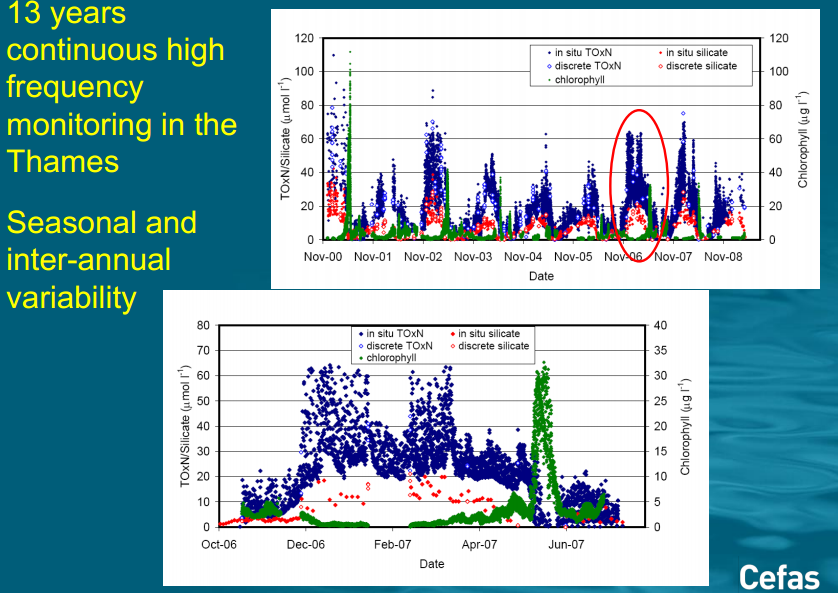 13 years
continuous high
frequency
monitoring in the
Thames
Seasonal and
inter-annual
variability
in situ TOxN
in situ silicate
discrete TOxN
discrete silicate
chlorophyll
TOxN/Silicate (μmol l⁻¹)
120
100
80
60
40
20
0
Chlorophyll (μg l⁻¹)
120
100
80
60
40
20
0
Nov-00 Nov-01 Nov-02 Nov-03 Nov-04 Nov-05 Nov-06 Nov-07 Nov-08
Date
in situ TOxN
in situ silicate
discrete TOxN
discrete silicate
chlorophyll
TOxN/Silicate (μmol l⁻¹)
80
70
60
50
40
30
20
10
0
Chlorophyll (μg l⁻¹)
40
35
30
25
20
15
10
5
0
Oct-06 Dec-06 Feb-07 Apr-07 Jun-07
Date
Cefas